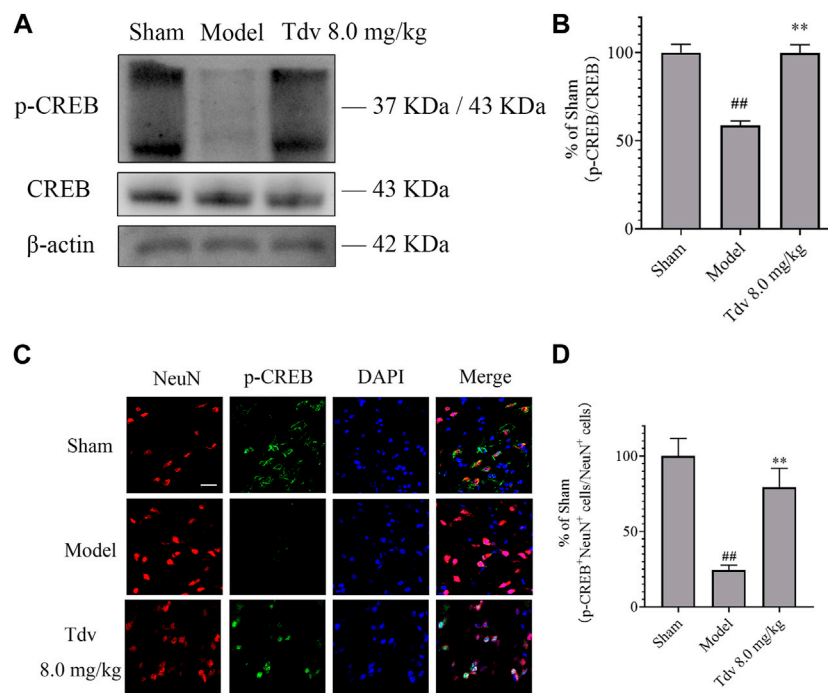 A
Sham Model Tdv 8.0 mg/kg
p-CREB
37 KDa / 43 KDa
CREB
43 KDa
β-actin
42 KDa
B
% of Sham
(p-CREB/CREB)
100
50
0
##
**
Sham
Model
Tdv 8.0 mg/kg
C
NeuN p-CREB DAPI Merge
Sham
Model
Tdv
8.0 mg/kg
D
% of Sham
(p-CREB⁺NeuN⁺ cells/NeuN⁺ cells)
100
50
0
##
**
Sham
Model
Tdv 8.0 mg/kg